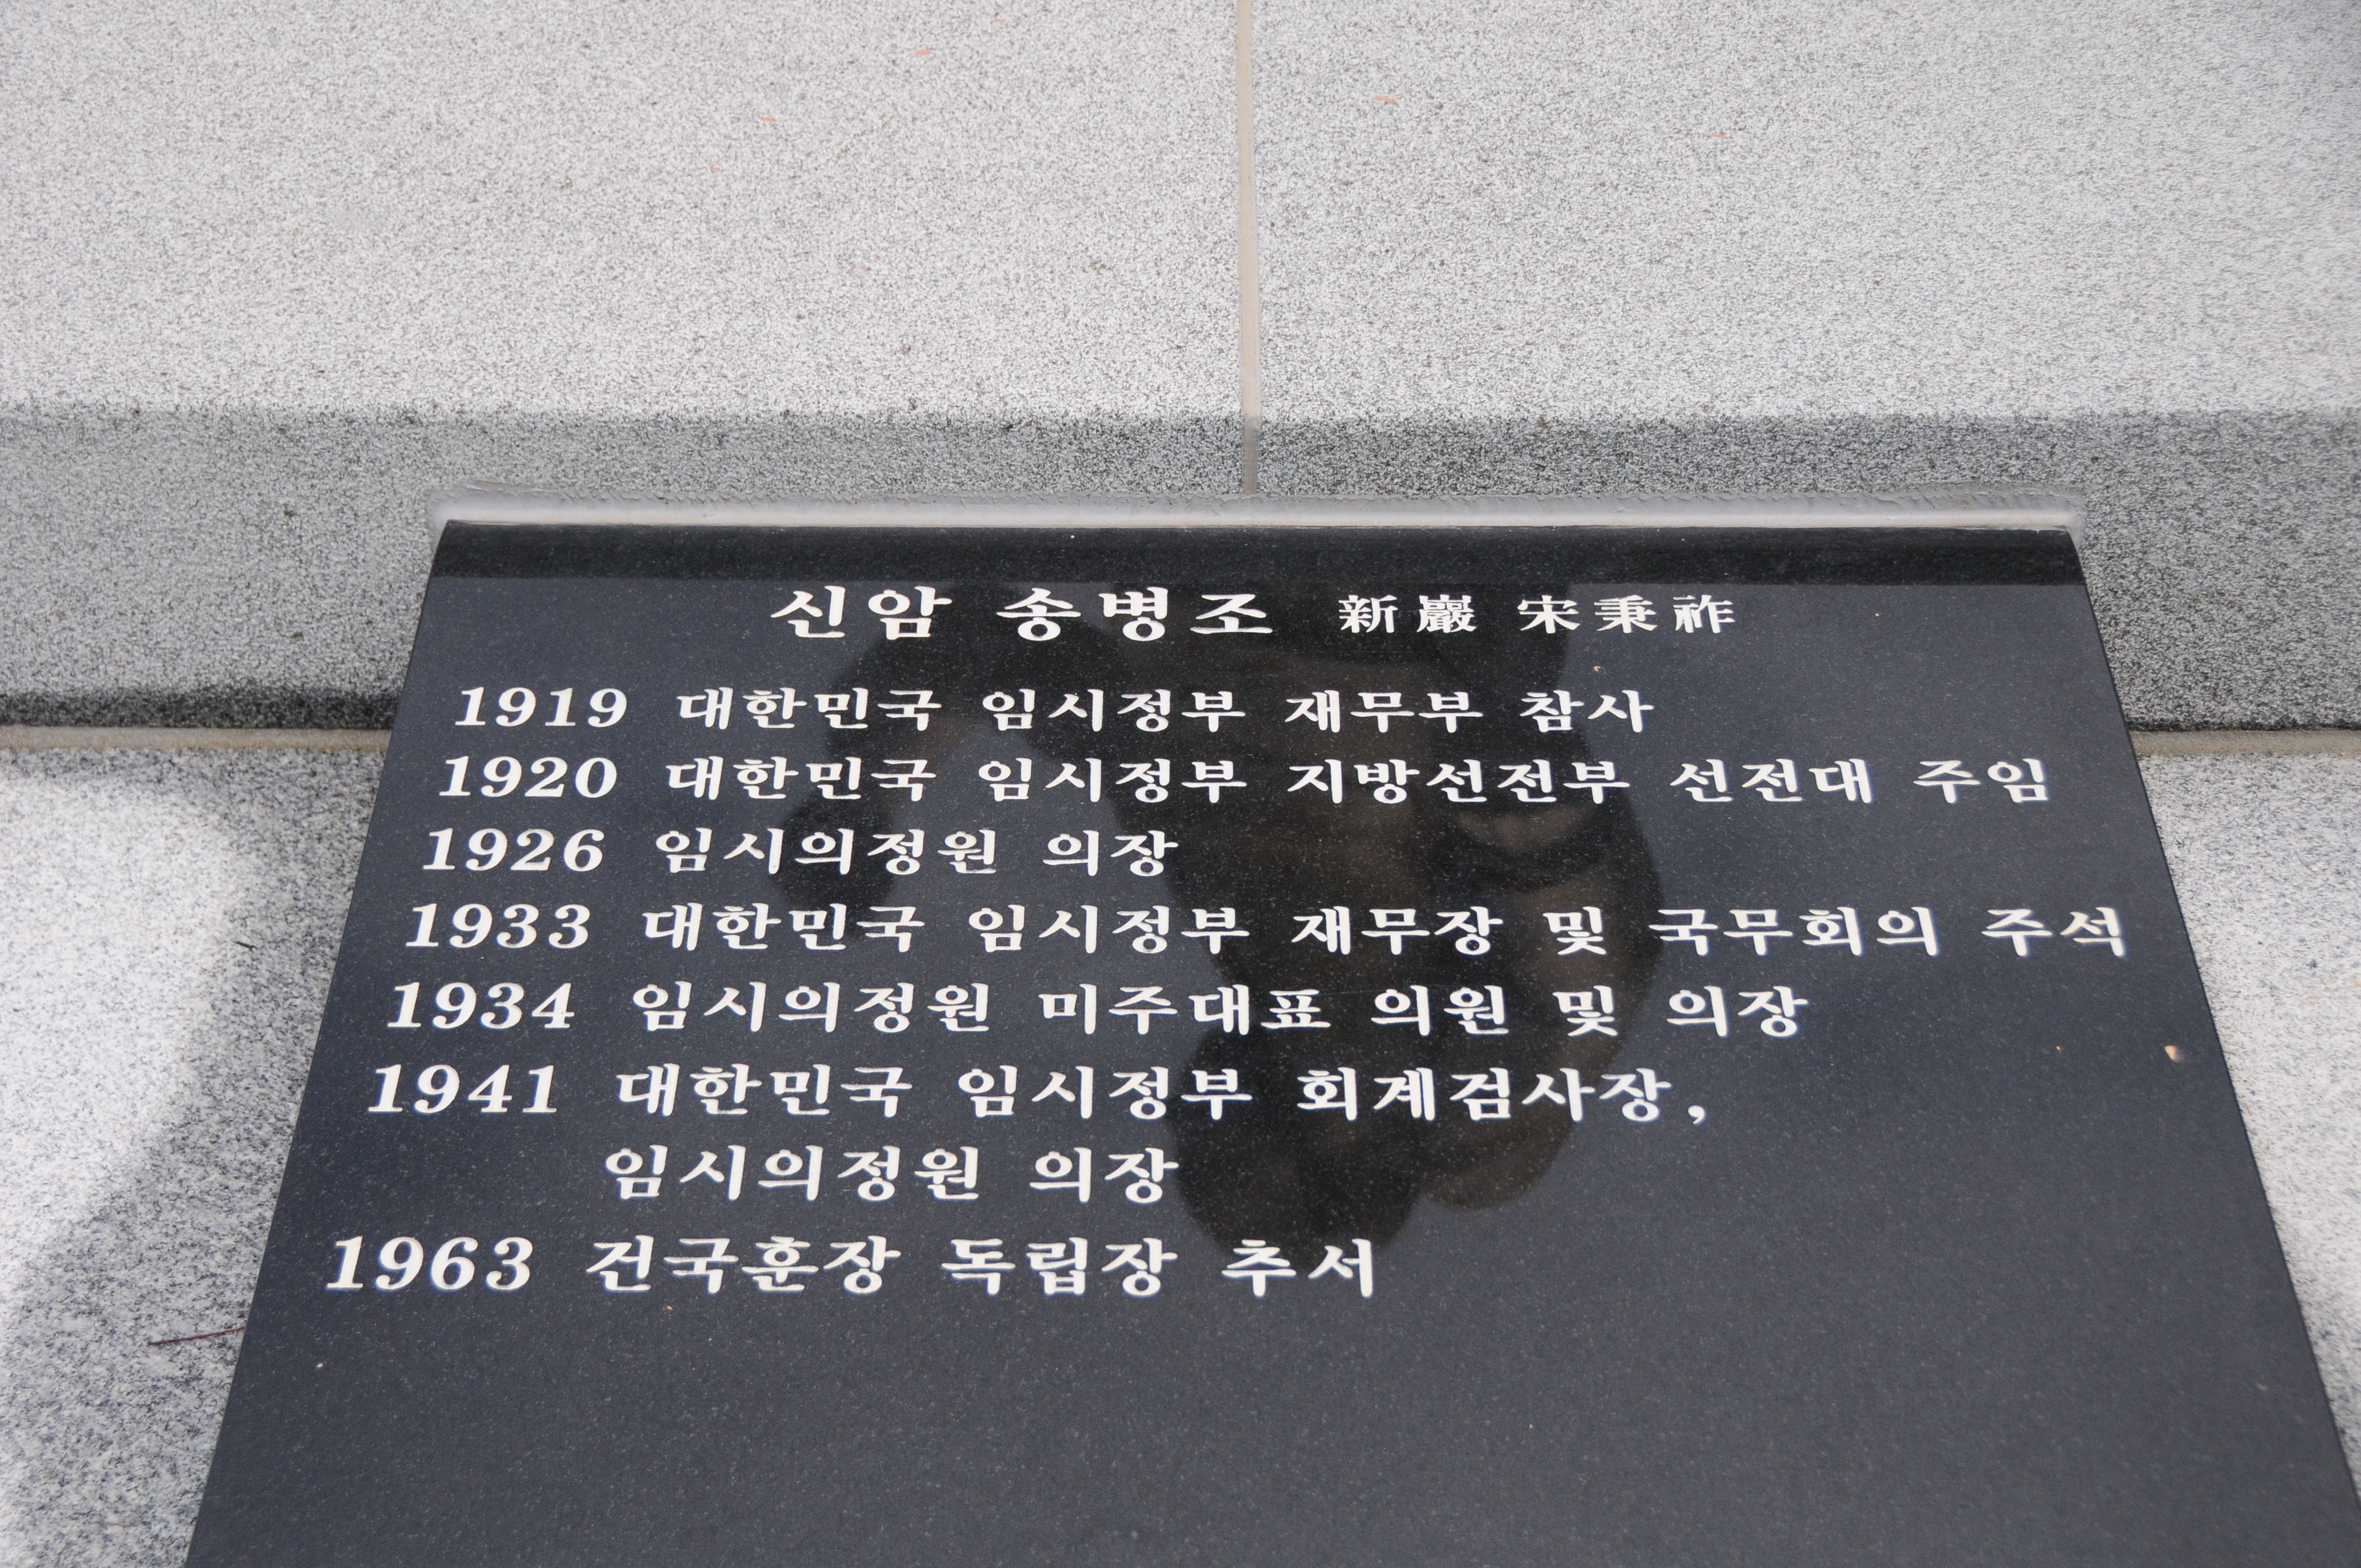 신암 송병조 新巖 宋秉祚
1919 대한민국 임시정부 재무부 참사
1920 대한민국 임시정부 지방선전부 선전대 주임
1926 임시의정원 의장
1933 대한민국 임시정부 재무장 및 국무회의 주석
1934 임시의정원 미주대표 의원 및 의장
1941 대한민국 임시정부 회계검사장,
임시의정원 의장
1963 건국훈장 독립장 추서